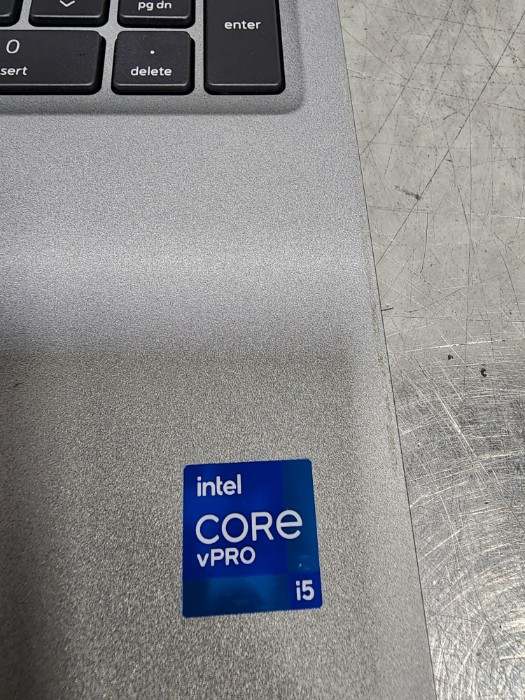 pg dn
enter
0
sert
.
delete
intel
CORE
vPRO
i5